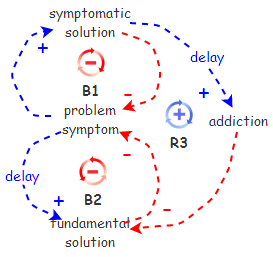 symptomatic
solution
+
delay
-
B1
-
+
problem
symptom
-
R3
addiction
delay
-
B2
+
-
fundamental
solution